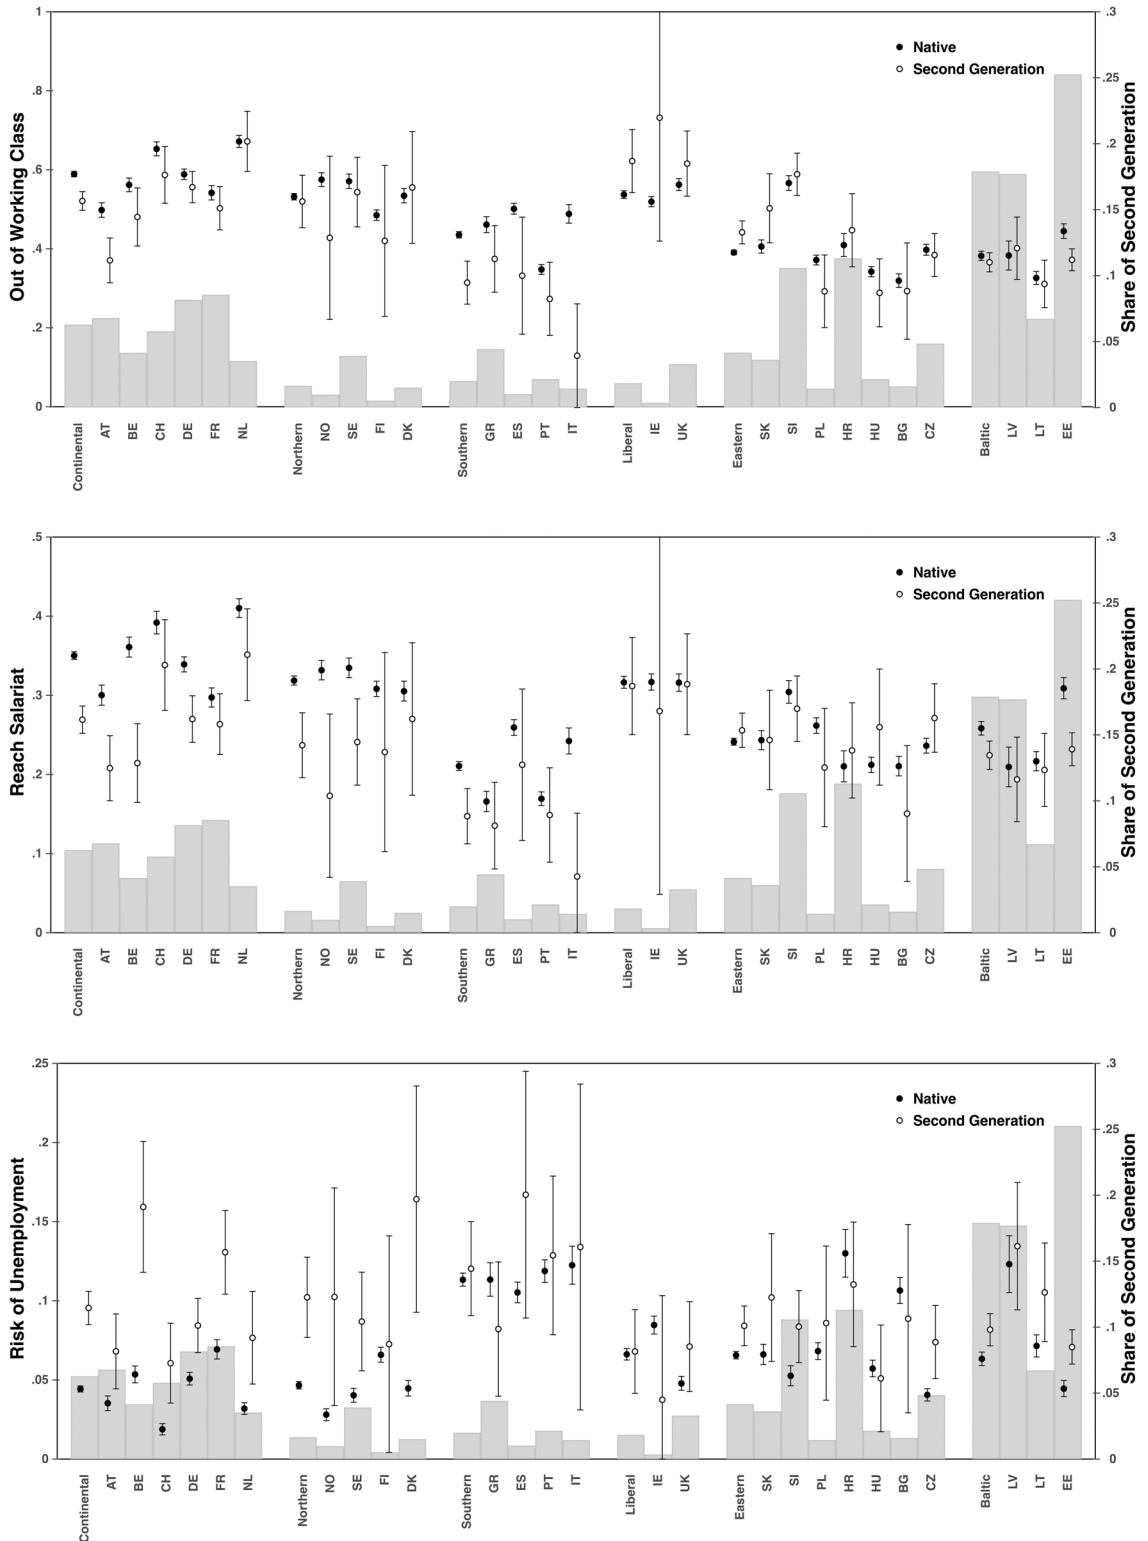 Out of Working Class
1
.8
.6
.4
.2
0
Native
Second Generation
.3
.25
.2
.15
.1
.05
0
Share of Second Generation
Continental AT BE CH DE FR NL Northern NO SE FI DK Southern GR ES PT IT Liberal IE UK Eastern SK SI PL HR HU BG CZ Baltic LV LT EE
Reach Salariat
.5
.4
.3
.2
.1
0
Native
Second Generation
.3
.25
.2
.15
.1
.05
0
Share of Second Generation
Continental AT BE CH DE FR NL Northern NO SE FI DK Southern GR ES PT IT Liberal IE UK Eastern SK SI PL HR HU BG CZ Baltic LV LT EE
Risk of Unemployment
.25
.2
.15
.1
.05
0
Native
Second Generation
.3
.25
.2
.15
.1
.05
0
Share of Second Generation
Continental AT BE CH DE FR NL Northern NO SE FI DK Southern GR ES PT IT Liberal IE UK Eastern SK SI PL HR HU BG CZ Baltic LV LT EE